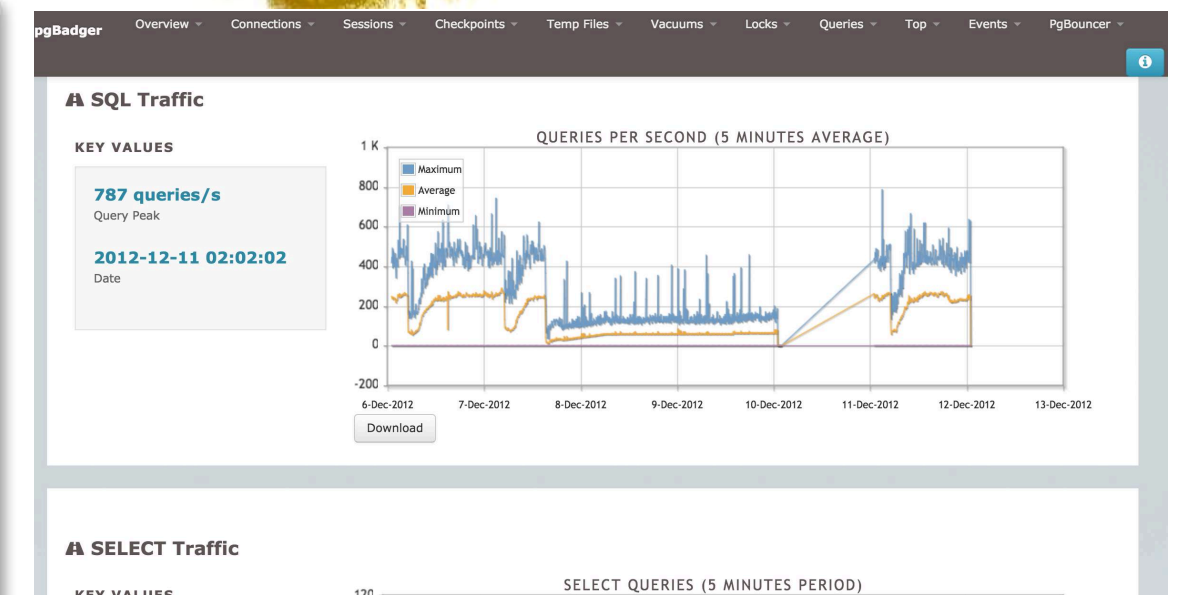 pgBadger
Overview Connections Sessions Checkpoints Temp Files Vacuums Locks Queries Top Events PgBouncer
SQL Traffic
KEY VALUES
787 queries/s
Query Peak
2012-12-11 02:02:02
Date
QUERIES PER SECOND (5 MINUTES AVERAGE)
Maximum
Average
Minimum
1 K
800
600
400
200
0
-200
6-Dec-2012 7-Dec-2012 8-Dec-2012 9-Dec-2012 10-Dec-2012 11-Dec-2012 12-Dec-2012 13-Dec-2012
Download
SELECT Traffic
KEY VALUES
SELECT QUERIES (5 MINUTES PERIOD)
120